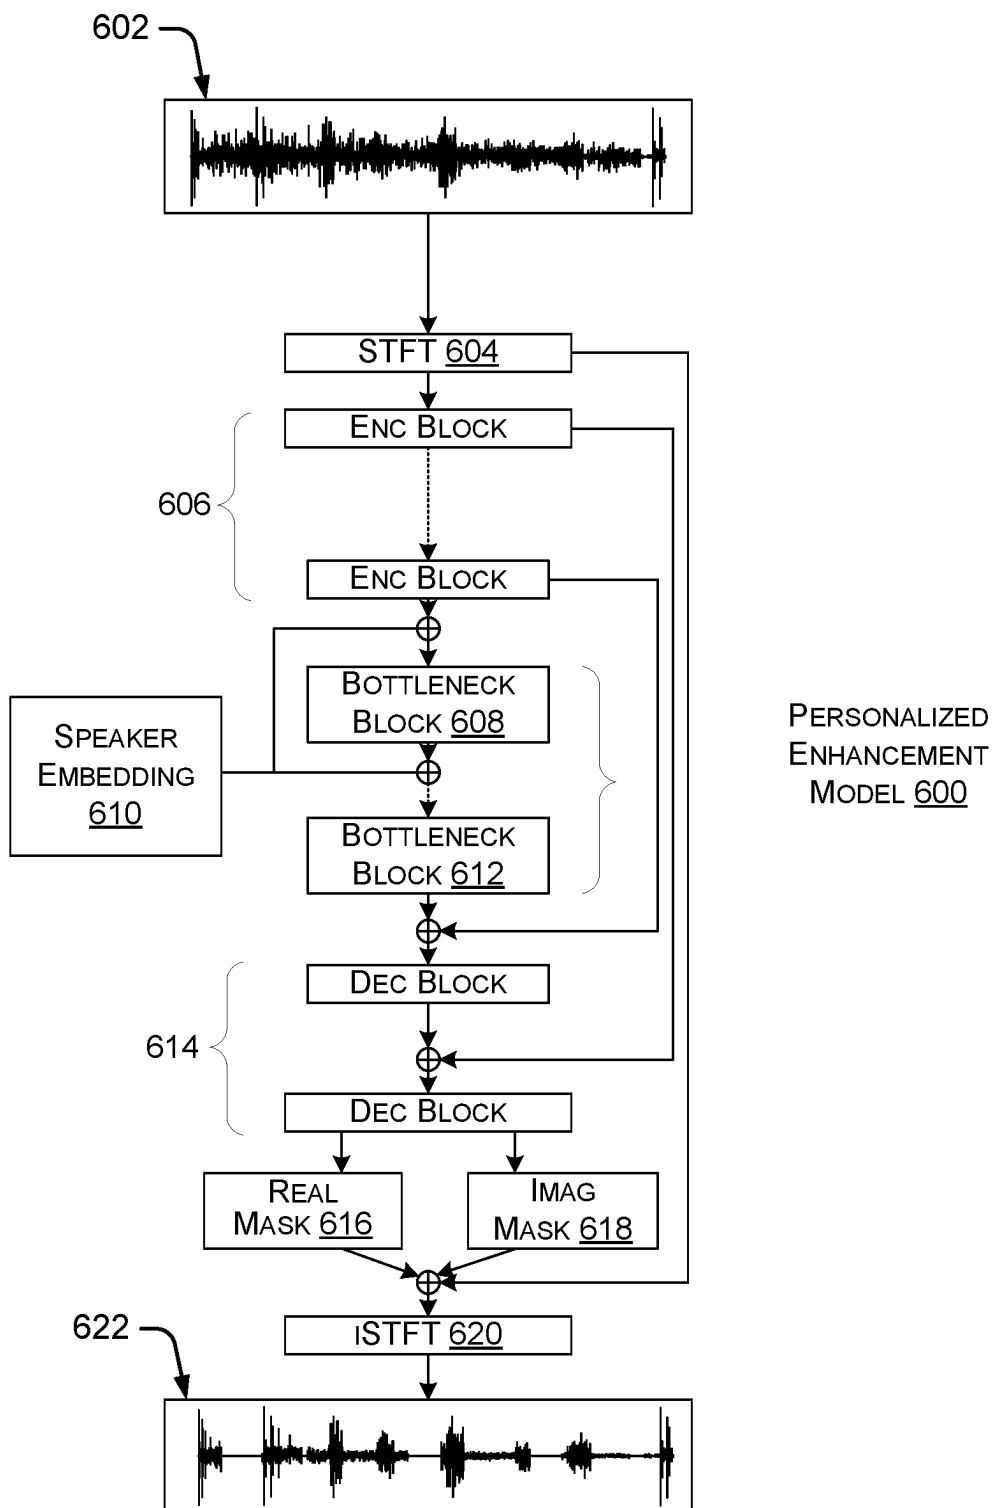 602
STFT 604
ENC BLOCK
606
ENC BLOCK
BOTTLENECK
BLOCK 608
SPEAKER
EMBEDDING
610
PERSONALIZED
ENHANCEMENT
MODEL 600
BOTTLENECK
BLOCK 612
DEC BLOCK
614
DEC BLOCK
REAL
MASK 616
IMAG
MASK 618
ISTFT 620
622